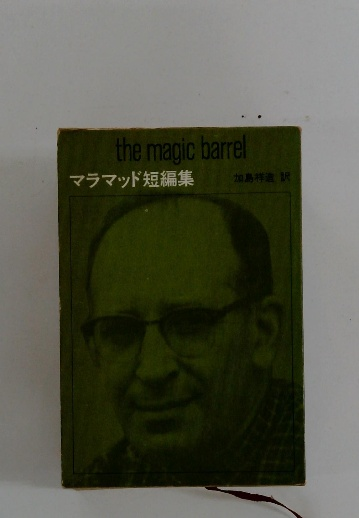 the magic barrel
マラマッド短編集
加島祥造 訳